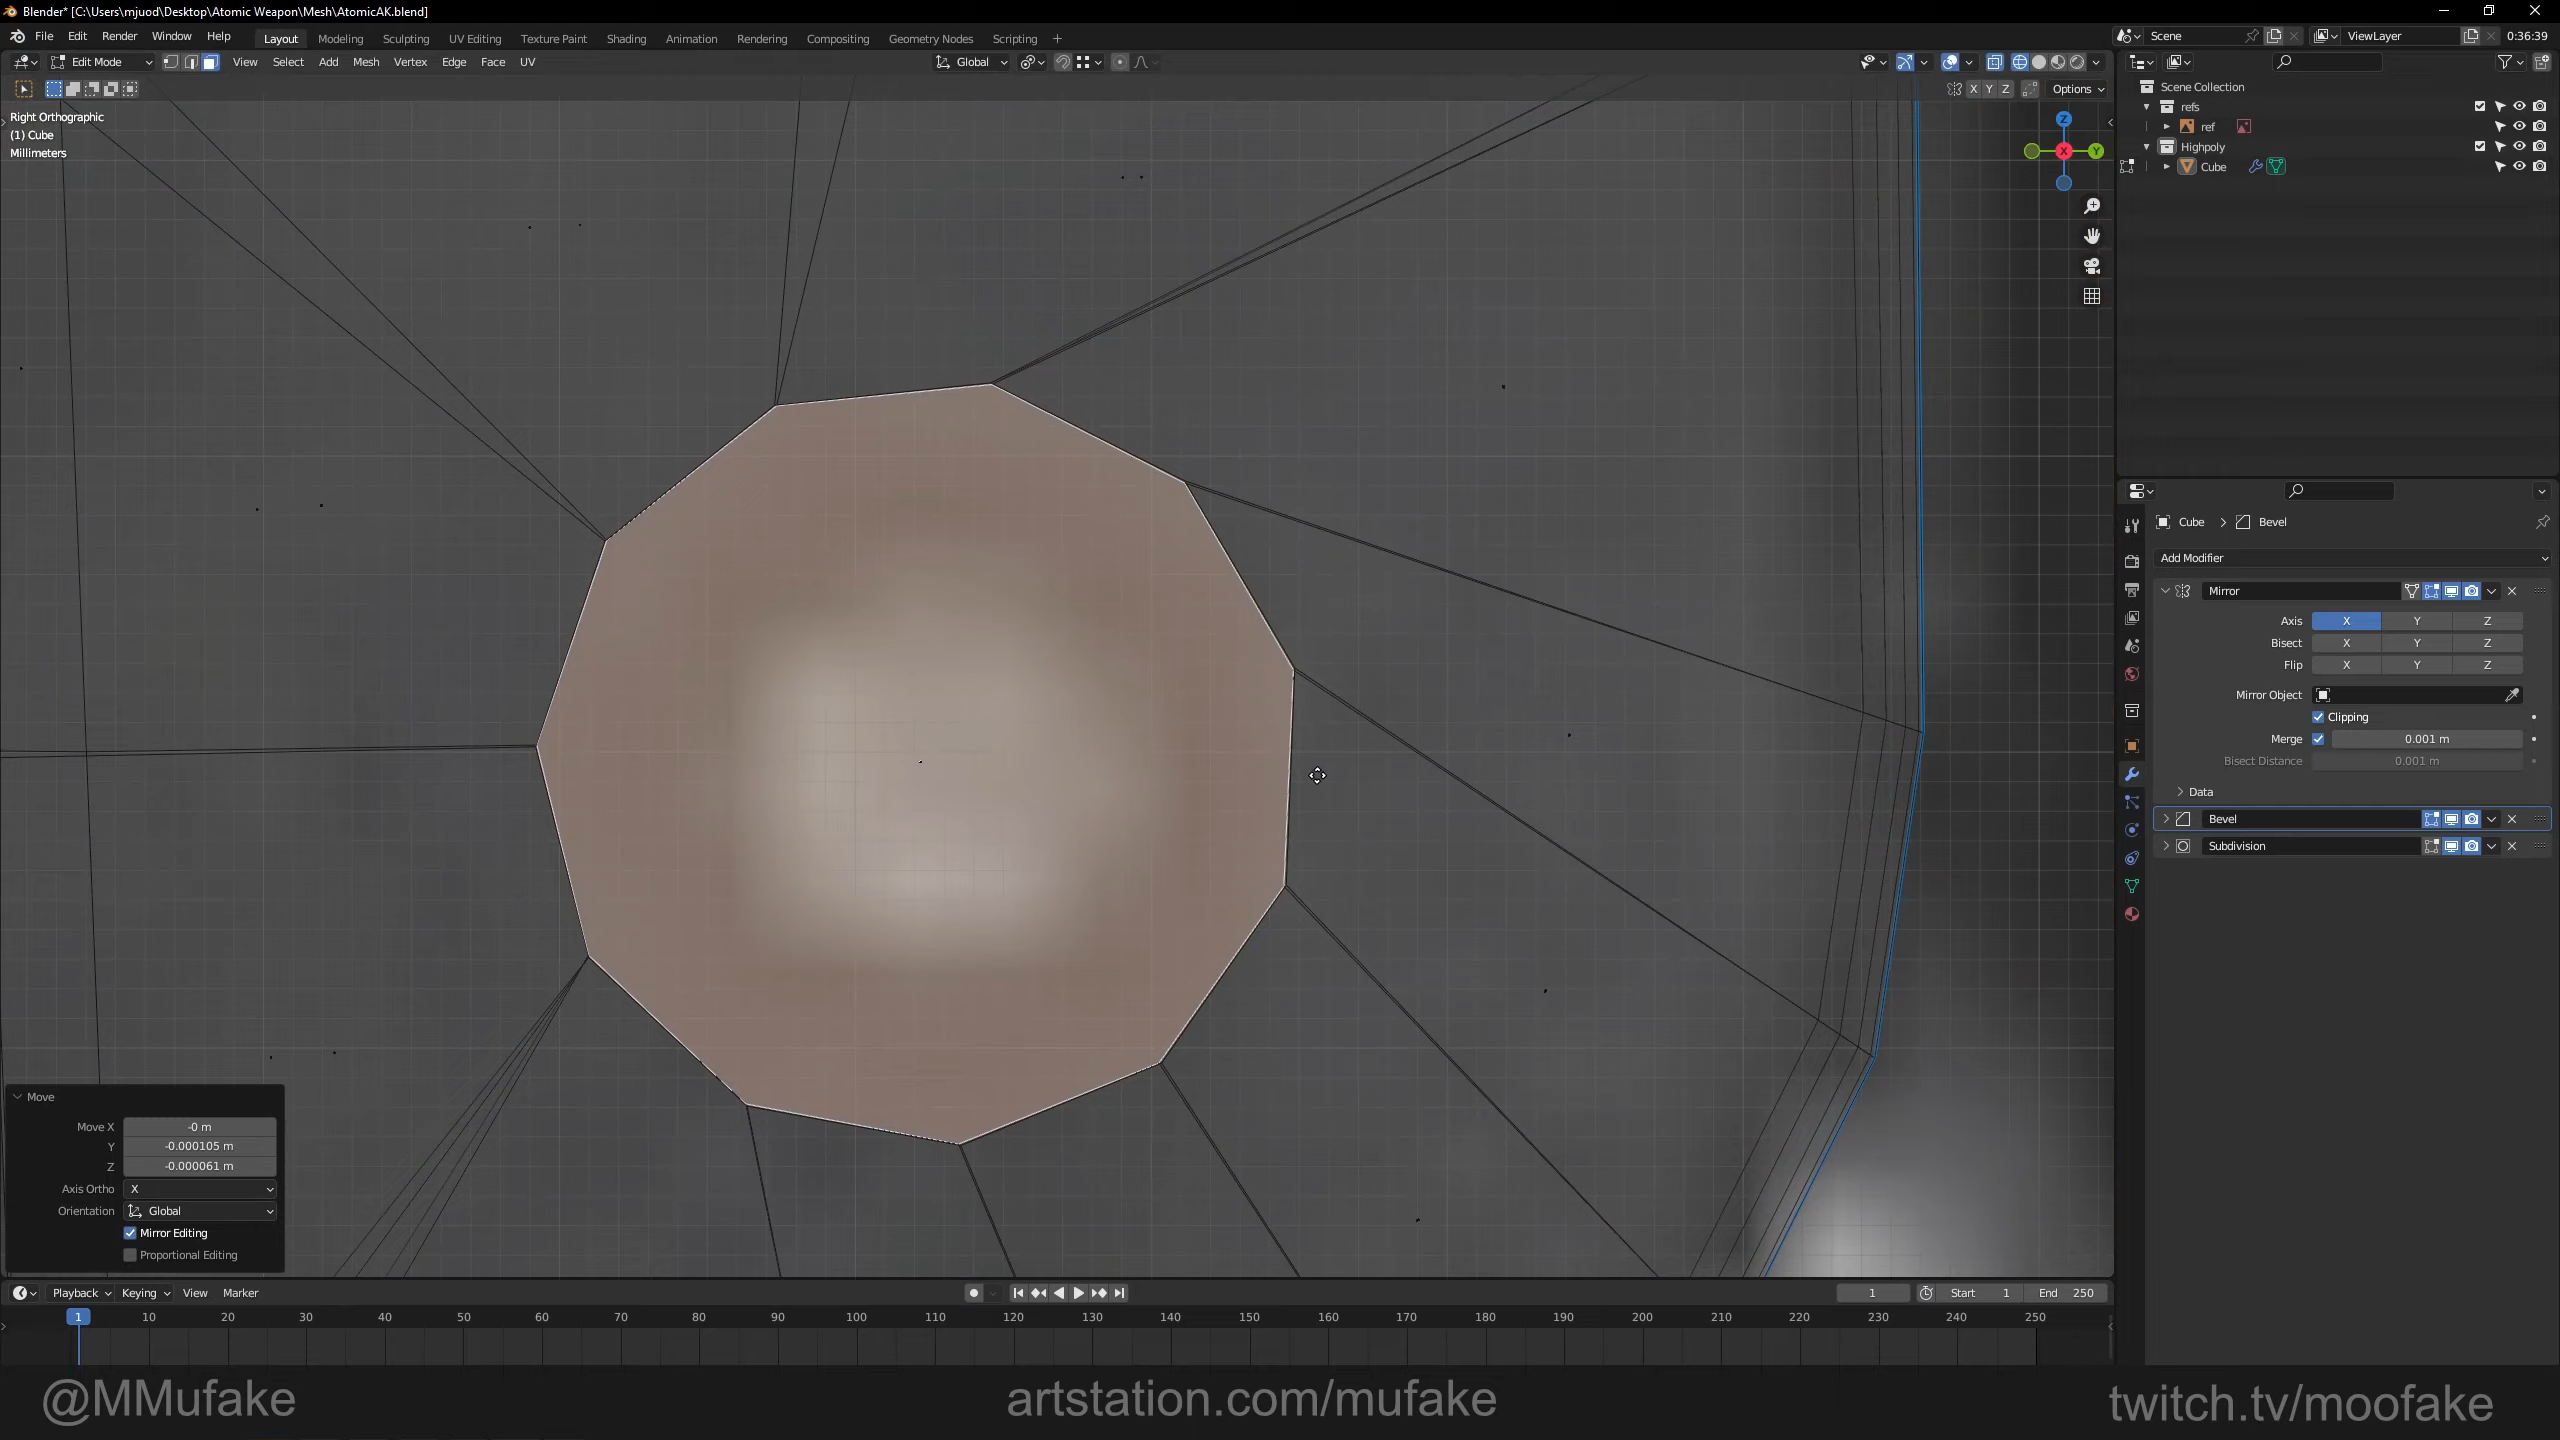 Blender* [C:\Users\mjuod\Desktop\Atomic Weapon\Mesh\AtomicAK.blend]
File Edit Render Window Help Layout Modeling Sculpting UV Editing Texture Paint Shading Animation Rendering Compositing Geometry Nodes Scripting + Scene ViewLayer 0:36:39
Edit Mode View Select Add Mesh Vertex Edge Face UV Global
X Y Z Options
Right Orthographic
(1) Cube
Millimeters
Z
X
Y
Scene Collection
refs
ref
Highpoly
Cube
Cube > Bevel
Add Modifier
Mirror
Axis X Y Z
Bisect X Y Z
Flip X Y Z
Mirror Object
Clipping
Merge 0.001 m
Bisect Distance 0.001 m
Data
Bevel
Subdivision
Move
Move X -0 m
Y -0.000105 m
Z -0.000061 m
Axis Ortho X
Orientation Global
Mirror Editing
Proportional Editing
Playback Keying View Marker 1 Start 1 End 250
1 10 20 30 40 50 60 70 80 90 100 110 120 130 140 150 160 170 180 190 200 210 220 230 240 250
@MMufake artstation.com/mufake twitch.tv/moofake